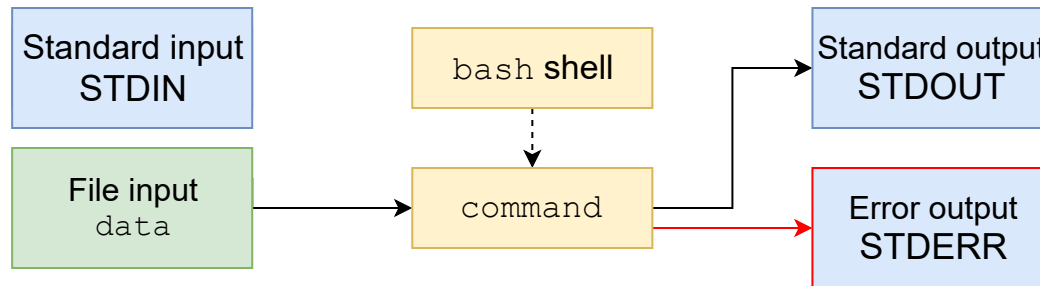 Standard input
STDIN
bash shell
Standard output
STDOUT
File input
data
command
Error output
STDERR